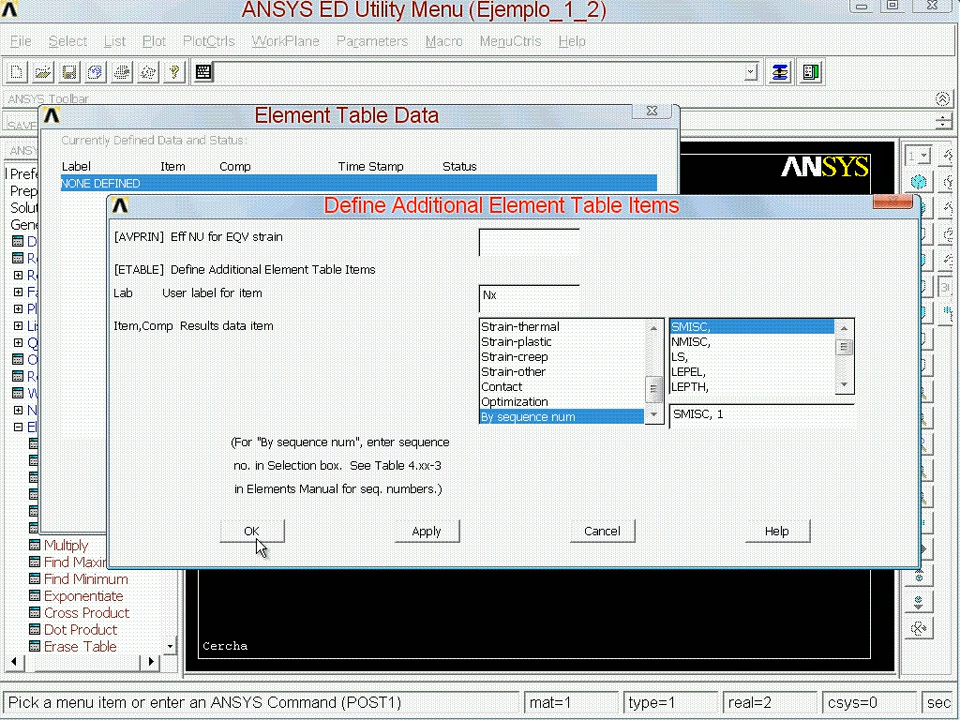 ANSYS ED Utility Menu (Ejemplo_1_2)
File Select List Plot PlotCtrls WorkPlane Parameters Macro MenuCtrls Help
ANSYS Toolbar
Element Table Data
Currently Defined Data and Status:
Label Item Comp Time Stamp Status
NONE DEFINED
ANSYS
1
Define Additional Element Table Items
[AVPRIN] Eff NU for EQV strain
[ETABLE] Define Additional Element Table Items
Lab User label for item Nx
Item,Comp Results data item
Strain-thermal
Strain-plastic
Strain-creep
Strain-other
Contact
Optimization
By sequence num
SMISC,
NMISC,
LS,
LEPEL,
LEPTH,
SMISC, 1
(For "By sequence num", enter sequence
no. in Selection box. See Table 4.xx-3
in Elements Manual for seq. numbers.)
OK Apply Cancel Help
Multiply
Find Minimum
Exponentiate
Cross Product
Dot Product
Erase Table
Cercha
Pick a menu item or enter an ANSYS Command (POST1) mat=1 type=1 real=2 csys=0 sec